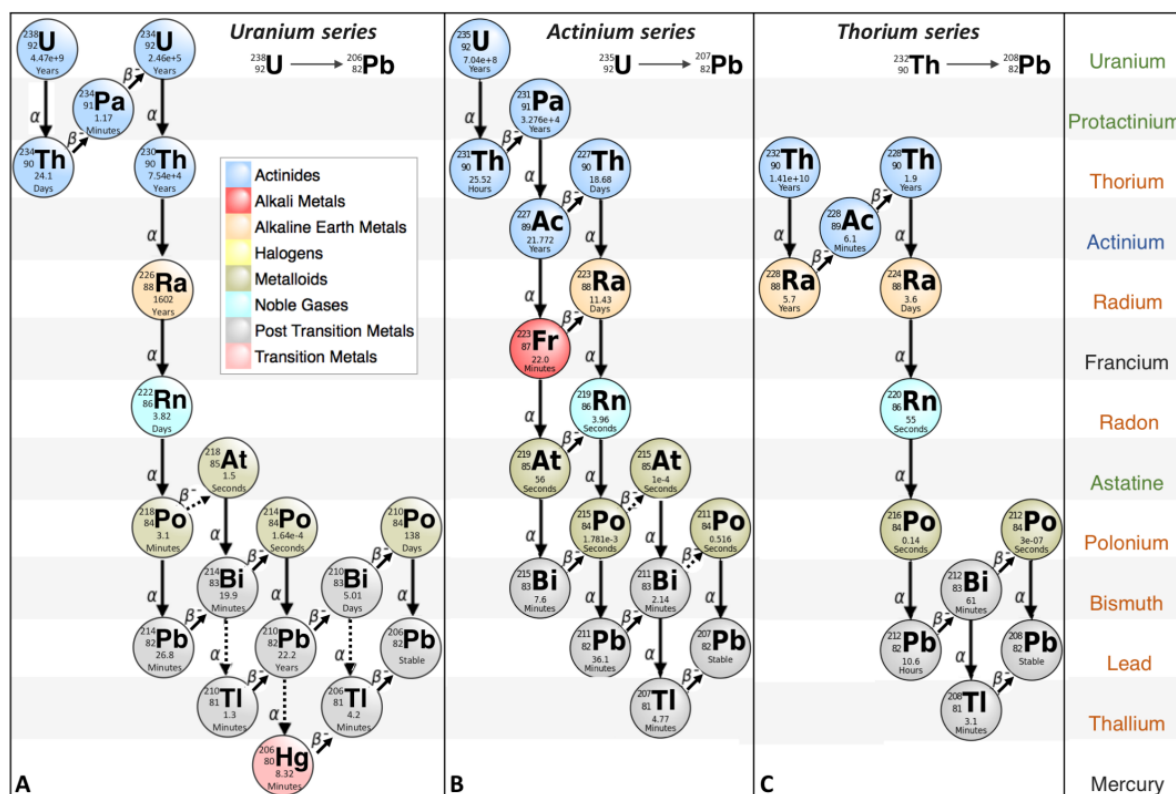 Uranium series
238 92 U → 206 82 Pb
238 92 U 4.47e+9 Years
234 92 U 2.46e+5 Years
β-
α
α
234 91 Pa 1.17 Minutes
β-
234 90 Th 24.1 Days
230 90 Th 7.54e+4 Years
α
226 88 Ra 1602 Years
α
222 86 Rn 3.82 Days
α
218 85 At 1.5 Seconds
β-
218 84 Po 3.1 Minutes
214 84 Po 1.64e-4 Seconds
210 84 Po 138 Days
α
β-
β-
214 83 Bi 19.9 Minutes
210 83 Bi 5.01 Days
α
α
α
β-
β-
214 82 Pb 26.8 Minutes
210 82 Pb 22.2 Years
206 82 Pb Stable
α
α
β-
β-
210 81 Tl 1.3 Minutes
206 81 Tl 4.2 Minutes
α
β-
206 80 Hg 8.32 Minutes
A
Actinides
Alkali Metals
Alkaline Earth Metals
Halogens
Metalloids
Noble Gases
Post Transition Metals
Transition Metals
Actinium series
235 92 U → 207 82 Pb
235 92 U 7.04e+8 Years
α
231 91 Pa 3.276e+4 Years
β-
231 90 Th 25.52 Hours
227 90 Th 18.68 Days
α
β-
227 89 Ac 21.772 Years
α
223 88 Ra 11.43 Days
α
β-
223 87 Fr 22.0 Minutes
α
219 86 Rn 3.96 Seconds
α
β-
219 85 At 56 Seconds
215 85 At 1e-4 Seconds
α
β-
215 84 Po 1.781e-3 Seconds
211 84 Po 0.516 Seconds
α
α
β-
β-
215 83 Bi 7.6 Minutes
211 83 Bi 2.14 Minutes
α
α
β-
211 82 Pb 36.1 Minutes
207 82 Pb Stable
α
β-
207 81 Tl 4.77 Minutes
B
Thorium series
232 90 Th → 208 82 Pb
232 90 Th 1.41e+10 Years
228 90 Th 1.9 Years
β-
α
α
228 89 Ac 6.1 Minutes
β-
228 88 Ra 5.7 Years
224 88 Ra 3.6 Days
α
220 86 Rn 55 Seconds
α
216 84 Po 0.14 Seconds
212 84 Po 3e-07 Seconds
β-
212 83 Bi 61 Minutes
α
α
β-
212 82 Pb 10.6 Hours
208 82 Pb Stable
α
β-
208 81 Tl 3.1 Minutes
C
Uranium
Protactinium
Thorium
Actinium
Radium
Francium
Radon
Astatine
Polonium
Bismuth
Lead
Thallium
Mercury